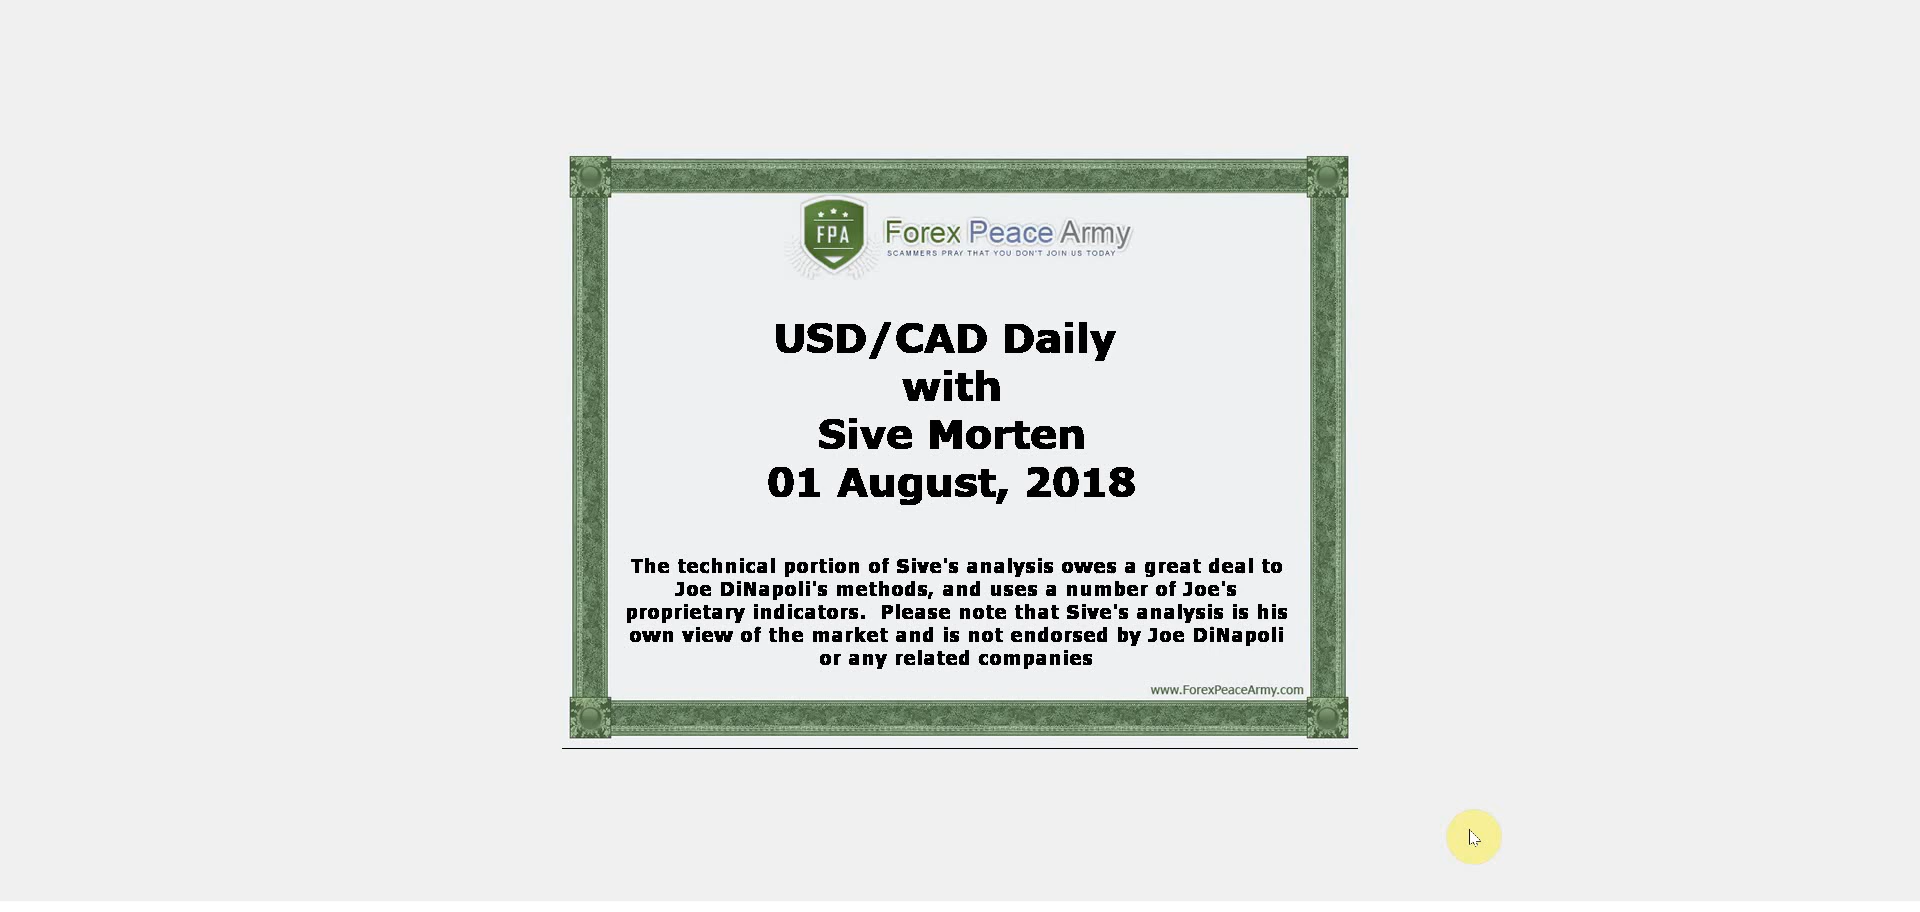 FPA
Forex Peace Army
SCAMMERS PRAY THAT YOU DON'T JOIN US TODAY
USD/CAD Daily
with
Sive Morten
01 August, 2018
The technical portion of Sive's analysis owes a great deal to
Joe DiNapoli's methods, and uses a number of Joe's
proprietary indicators.  Please note that Sive's analysis is his
own view of the market and is not endorsed by Joe DiNapoli
or any related companies
www.ForexPeaceArmy.com